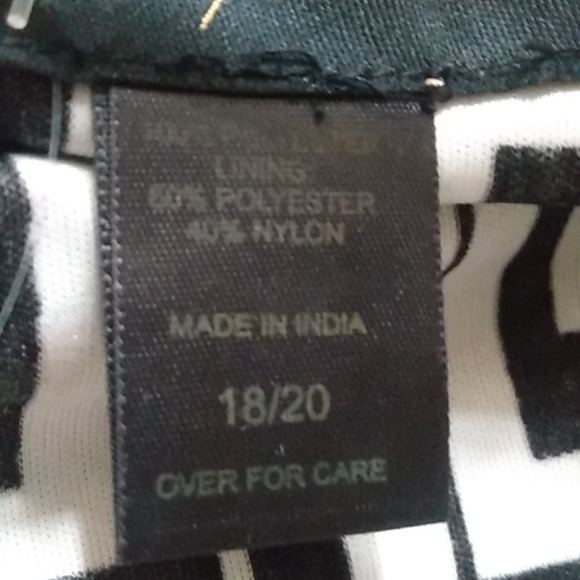 LINING:
60% POLYESTER
40% NYLON
MADE IN INDIA
18/20
OVER FOR CARE